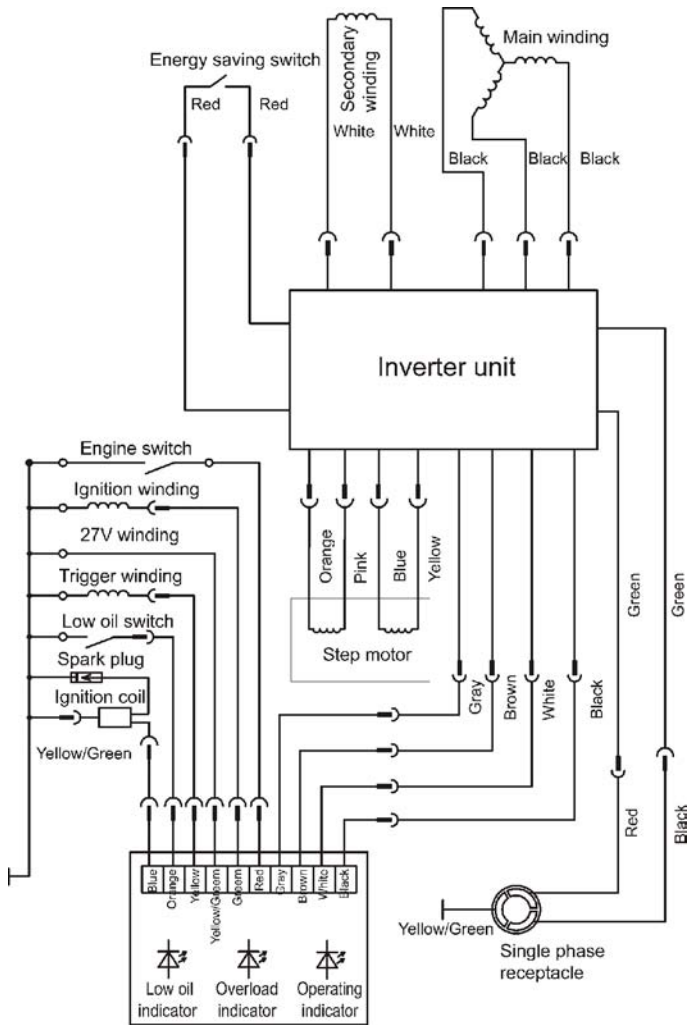 Main winding
Energy saving switch
Secondary
winding
Red
Red
White
White
Black
Black
Black
Inverter unit
Engine switch
Ignition winding
27V winding
Trigger winding
Low oil switch
Spark plug
Ignition coil
Yellow/Green
Orange
Pink
Blue
Yellow
Step motor
Gray
Brown
White
Black
Green
Green
Red
Black
Blue
Orange
Yellow
Yellow/Green
Green
Red
Gray
Brown
White
Black
Low oil
indicator
Overload
indicator
Operating
indicator
Yellow/Green
Single phase
receptacle